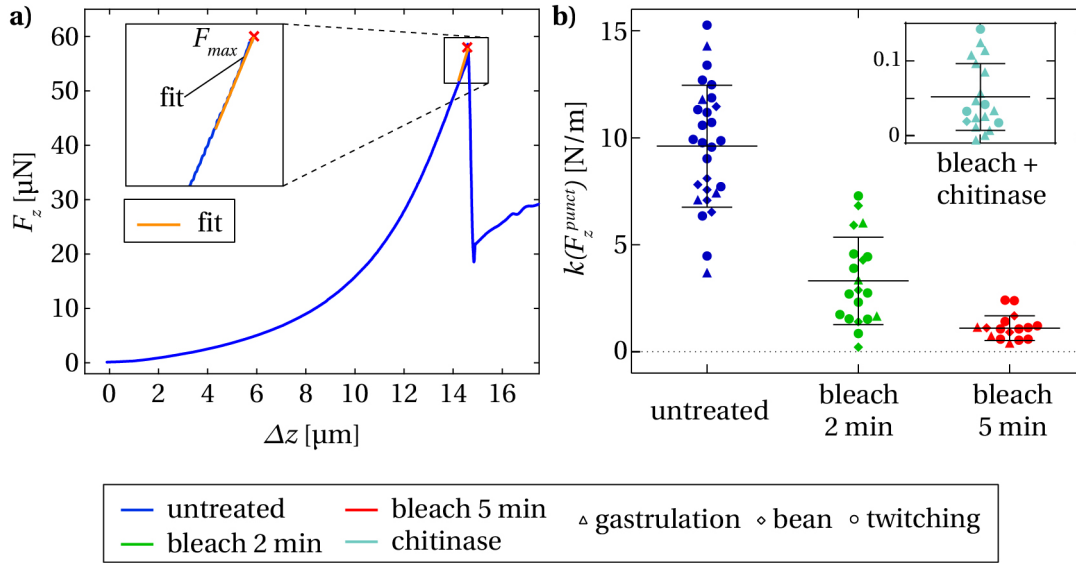 a)
F_max
fit
fit
F_z [µN]
60
50
40
30
20
10
0
0 2 4 6 8 10 12 14 16
Δz [µm]
b)
k(F_z^punct) [N/m]
15
10
5
0
0.1
0
bleach +
chitinase
untreated
bleach
2 min
bleach
5 min
untreated
bleach 5 min
gastrulation
bean
twitching
bleach 2 min
chitinase